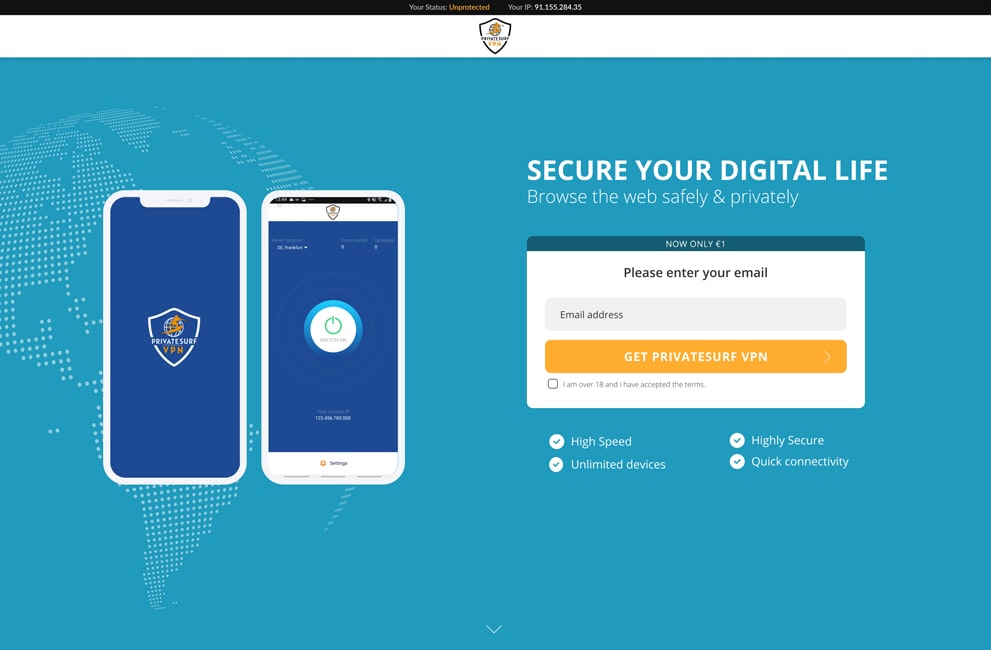 Your Status: Unprotected Your IP: 91.155.284.35
PRIVATESURF
VPN
SECURE YOUR DIGITAL LIFE
Browse the web safely & privately
NOW ONLY €1
Please enter your email
Email address
GET PRIVATESURF VPN
I am over 18 and I have accepted the terms.
High Speed
Highly Secure
Unlimited devices
Quick connectivity
PRIVATESURF
VPN
Server location Downloaded Uploaded
DE, Frankfurt 0 0
SWITCH ON
Your current IP
123.456.789.000
Settings